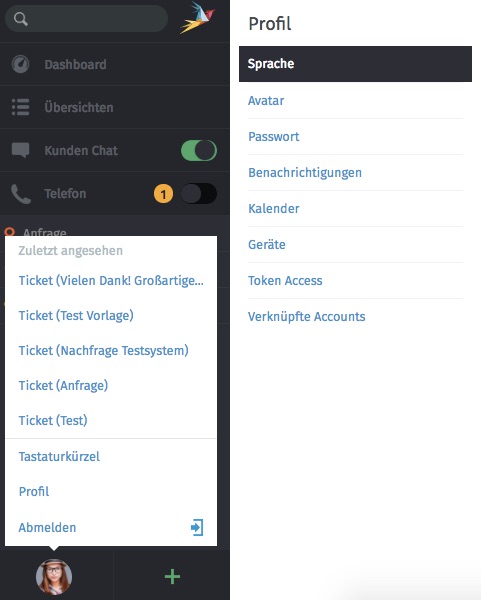 Dashboard
Übersichten
Kunden Chat
Telefon
1
Anfrage
Zuletzt angesehen
Ticket (Vielen Dank! Großartige...
Ticket (Test Vorlage)
Ticket (Nachfrage Testsystem)
Ticket (Anfrage)
Ticket (Test)
Tastaturkürzel
Profil
Abmelden
Profil
Sprache
Avatar
Passwort
Benachrichtigungen
Kalender
Geräte
Token Access
Verknüpfte Accounts